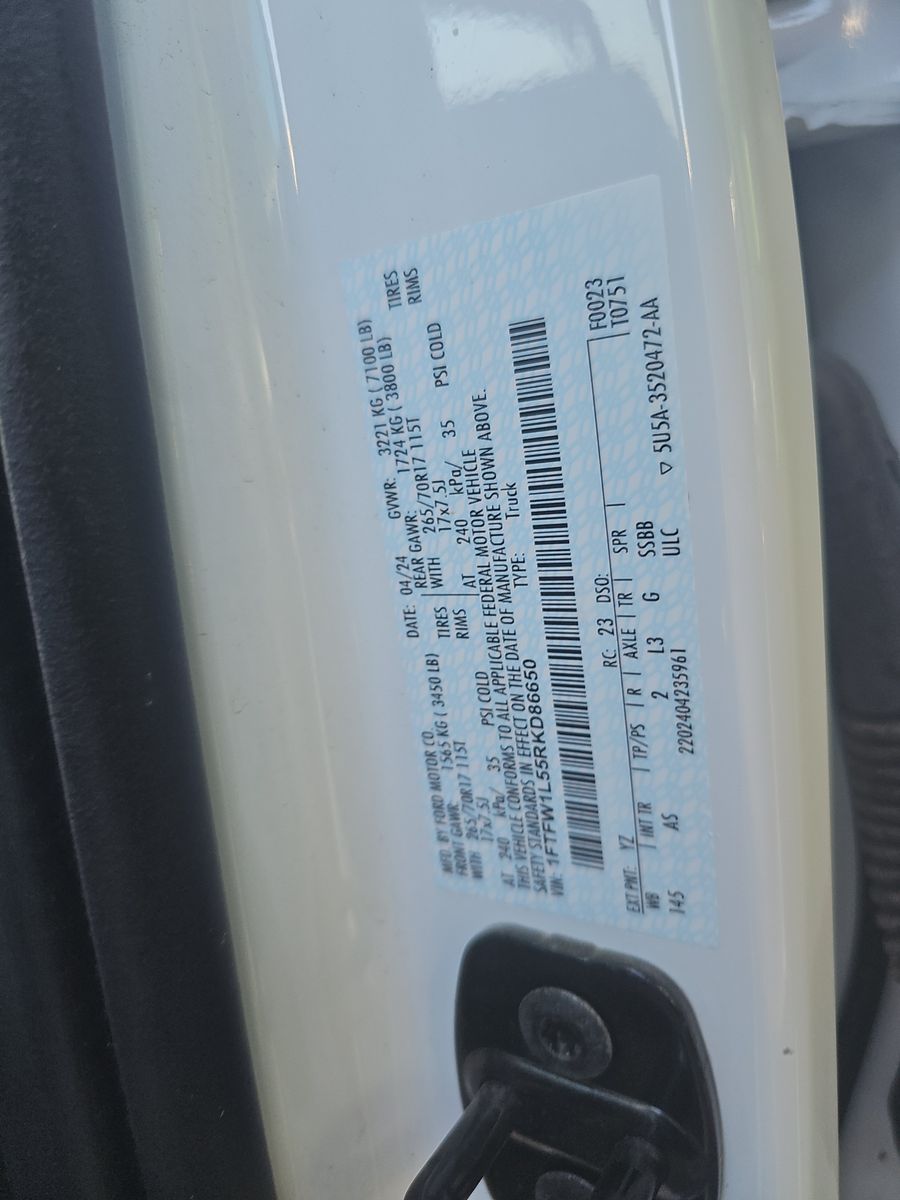 MFD. BY FORD MOTOR CO. DATE: 04/24 GVWR: 3221 KG ( 7100 LB)
FRONT GAWR: 1565 KG ( 3450 LB) REAR GAWR: 1724 KG ( 3800 LB)
WITH 265/70R17 115T TIRES WITH 265/70R17 115T TIRES
17x7.5J RIMS 17x7.5J RIMS
AT 240 kPa/ 35 PSI COLD AT 240 kPa/ 35 PSI COLD
THIS VEHICLE CONFORMS TO ALL APPLICABLE FEDERAL MOTOR VEHICLE
SAFETY STANDARDS IN EFFECT ON THE DATE OF MANUFACTURE SHOWN ABOVE.
VIN: 1FTFW1L55RKD86650 TYPE: Truck
EXT PNT: YZ RC: 23 DSO: F0023
WB INT TR TP/PS R AXLE TR SPR T0751
145 AS 2 L3 G SSBB
2202404235961 ULC ▽ 5U5A-3520472-AA